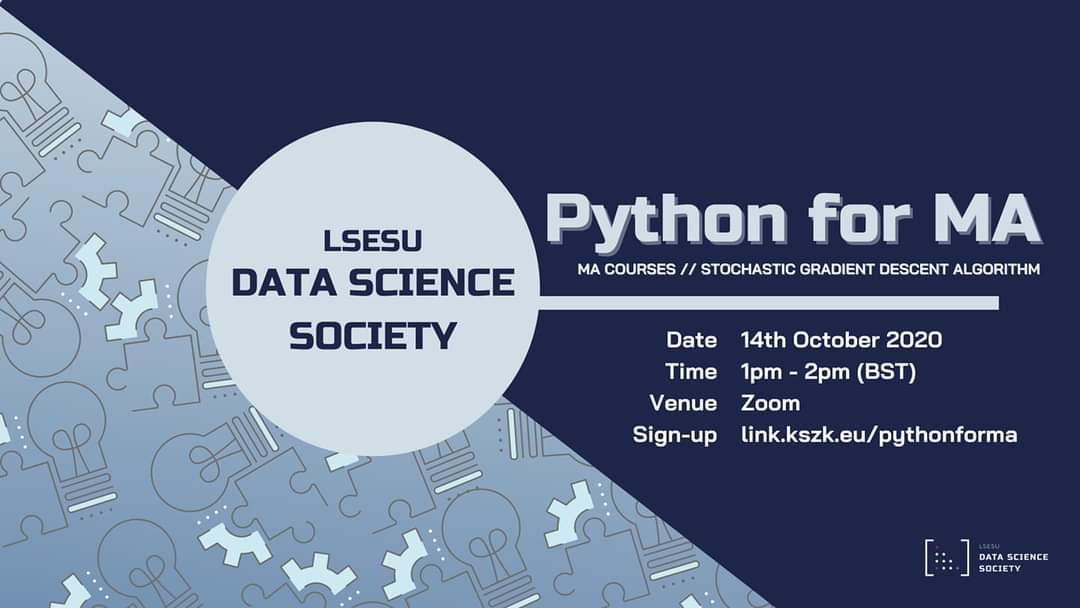 LSESU
DATA SCIENCE
SOCIETY
Python for MA
MA COURSES // STOCHASTIC GRADIENT DESCENT ALGORITHM
Date 14th October 2020
Time 1pm - 2pm (BST)
Venue Zoom
Sign-up link.kszk.eu/pythonforma
LSESU
DATA SCIENCE
SOCIETY